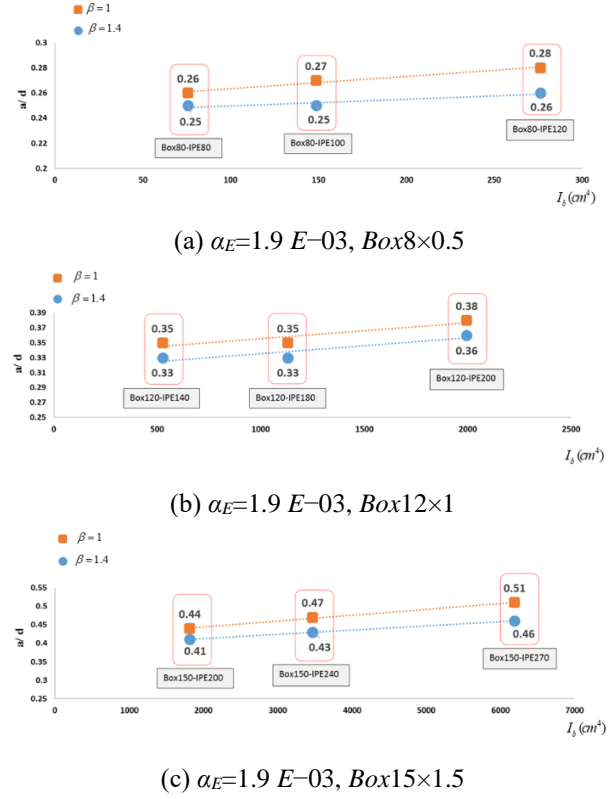 β = 1
β = 1.4
a/ d
0.3
0.28
0.26
0.24
0.22
0.2
0.26
0.25
0.27
0.25
0.28
0.26
Box80-IPE80
Box80-IPE100
Box80-IPE120
0 50 100 150 200 250 300
I_b (cm⁴)
(a) α_E=1.9 E−03, Box8×0.5
β = 1
β = 1.4
a/ d
0.39
0.37
0.35
0.33
0.31
0.29
0.27
0.25
0.35
0.33
0.35
0.33
0.38
0.36
Box120-IPE140
Box120-IPE180
Box120-IPE200
0 500 1000 1500 2000 2500
I_b (cm⁴)
(b) α_E=1.9 E−03, Box12×1
β = 1
β = 1.4
a/ d
0.55
0.5
0.45
0.4
0.35
0.3
0.25
0.44
0.41
0.47
0.43
0.51
0.46
Box150-IPE200
Box150-IPE240
Box150-IPE270
0 1000 2000 3000 4000 5000 6000 7000
I_b (cm⁴)
(c) α_E=1.9 E−03, Box15×1.5